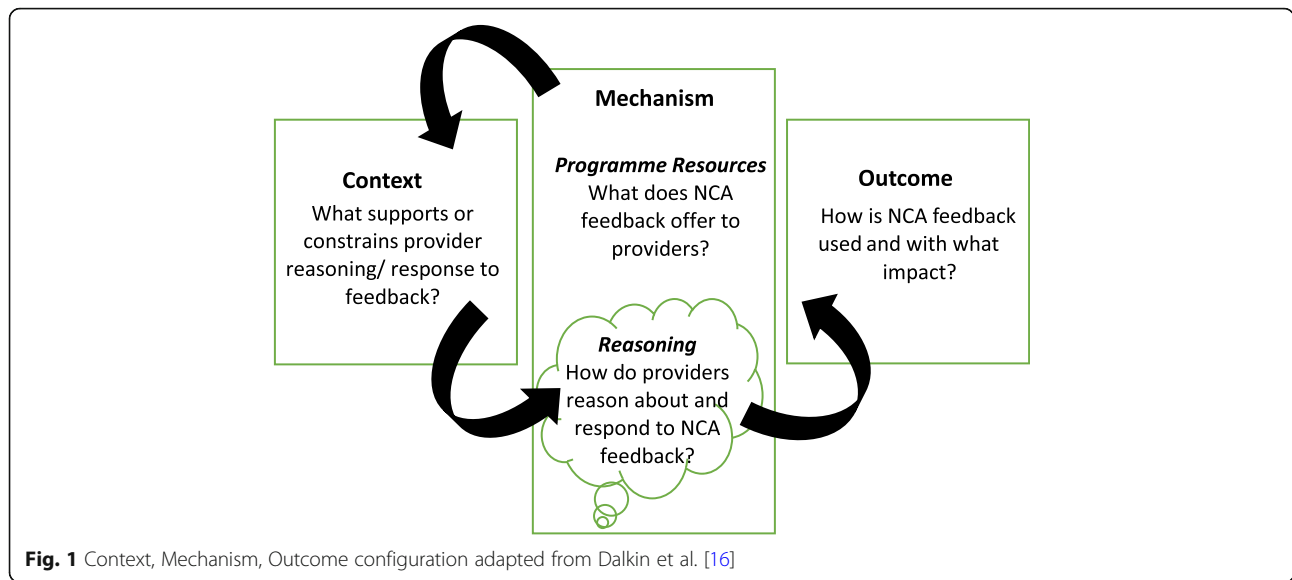 Context
What supports or
constrains provider
reasoning/ response to
feedback?
Mechanism
Programme Resources
What does NCA
feedback offer to
providers?
Reasoning
How do providers
reason about and
respond to NCA
feedback?
Outcome
How is NCA feedback
used and with what
impact?
Fig. 1 Context, Mechanism, Outcome configuration adapted from Dalkin et al. [16]